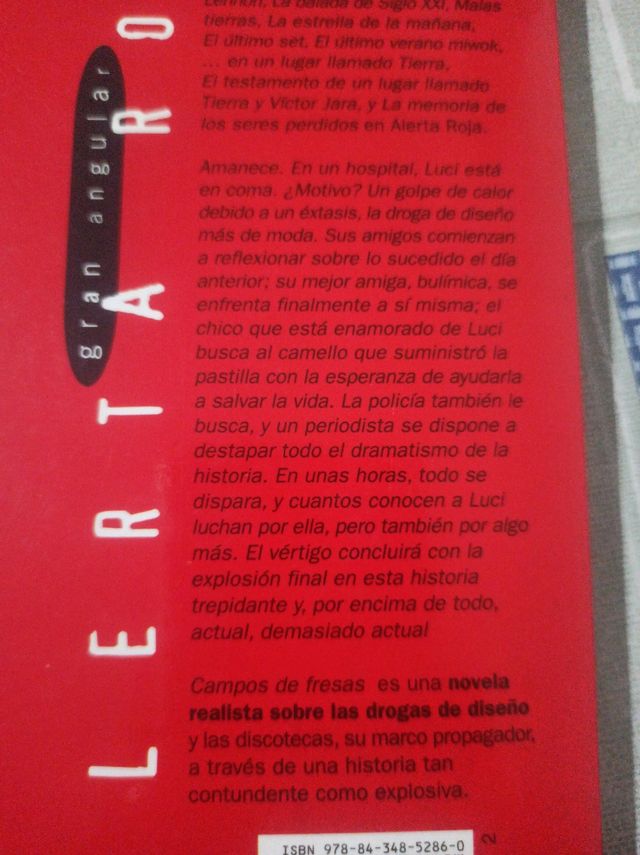 Lennon, La balada de Siglo XXI, Malas
tierras, La estrella de la mañana,
El último set, El último verano miwok,
... en un lugar llamado Tierra,
El testamento de un lugar llamado
Tierra y Víctor Jara, y La memoria de
los seres perdidos en Alerta Roja.
Amanece. En un hospital, Luci está
en coma. ¿Motivo? Un golpe de calor
debido a un éxtasis, la droga de diseño
más de moda. Sus amigos comienzan
a reflexionar sobre lo sucedido el día
anterior; su mejor amiga, bulímica, se
enfrenta finalmente a sí misma; el
chico que está enamorado de Luci
busca al camello que suministró la
pastilla con la esperanza de ayudarla
a salvar la vida. La policía también le
busca, y un periodista se dispone a
destapar todo el dramatismo de la
historia. En unas horas, todo se
dispara, y cuantos conocen a Luci
luchan por ella, pero también por algo
más. El vértigo concluirá con la
explosión final en esta historia
trepidante y, por encima de todo,
actual, demasiado actual
Campos de fresas es una novela
realista sobre las drogas de diseño
y las discotecas, su marco propagador,
a través de una historia tan
contundente como explosiva.
ISBN 978-84-348-5286-0
2
gran angular
LERTA RO